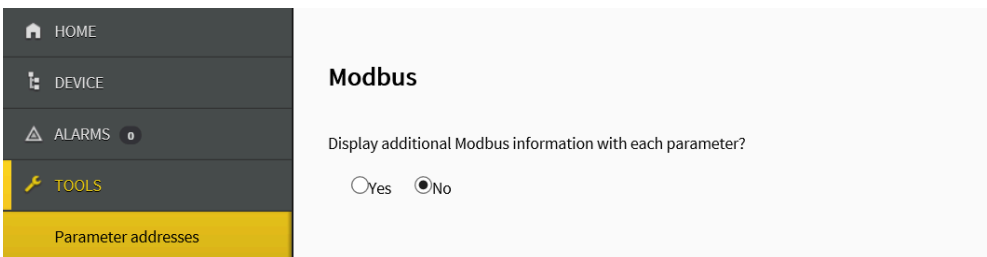 HOME
DEVICE
ALARMS 0
TOOLS
Parameter addresses
Modbus
Display additional Modbus information with each parameter?
Yes No